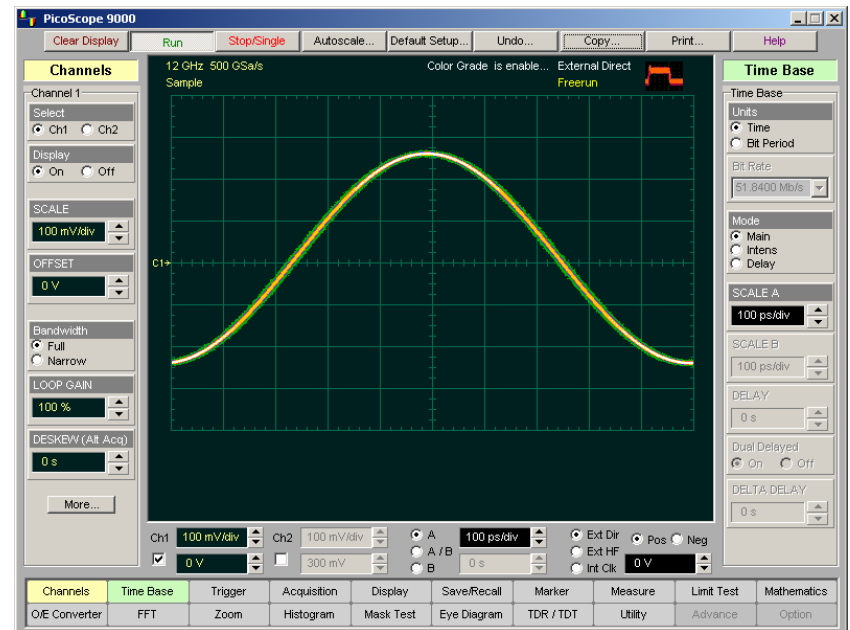 PicoScope 9000
Clear Display Run Stop/Single Autoscale... Default Setup... Undo... Copy... Print... Help
Channels
Channel 1
Select
Ch1 Ch2
Display
On Off
SCALE
100 mV/div
OFFSET
0 V
Bandwidth
Full
Narrow
LOOP GAIN
100 %
DESKEW (Alt Acq)
0 s
More...
12 GHz 500 GSa/s Color Grade is enable... External Direct
Sample Freerun
C1
Time Base
Time Base
Units
Time
Bit Period
Bit Rate
51.8400 Mb/s
Mode
Main
Intens
Delay
SCALE A
100 ps/div
SCALE B
100 ps/div
DELAY
0 s
Dual Delayed
On Off
DELTA DELAY
0 s
Ch1 100 mV/div Ch2 100 mV/div A 100 ps/div Ext Dir Pos Neg
A / B Ext HF
0 V 300 mV B 0 s Int Clk 0 V
Channels Time Base Trigger Acquisition Display Save/Recall Marker Measure Limit Test Mathematics
O/E Converter FFT Zoom Histogram Mask Test Eye Diagram TDR / TDT Utility Advance Option